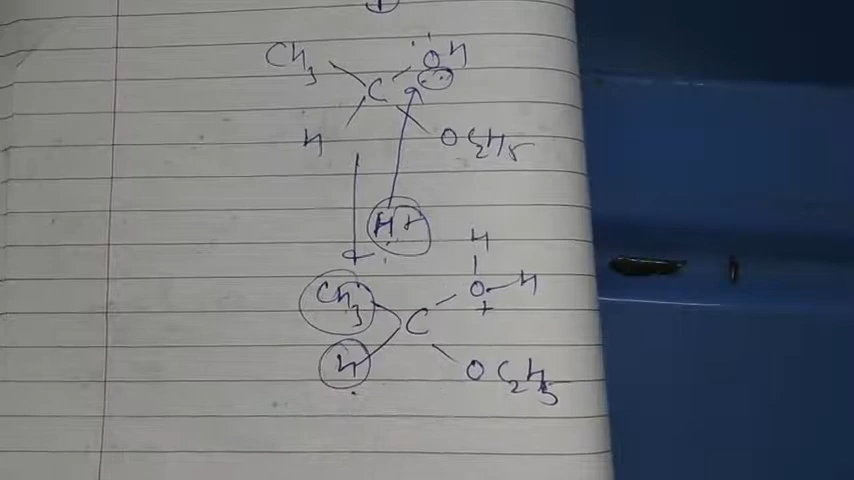 CH3 OH
C
H OC2H5
H+
H
CH3 O H
C +
H OC2H5